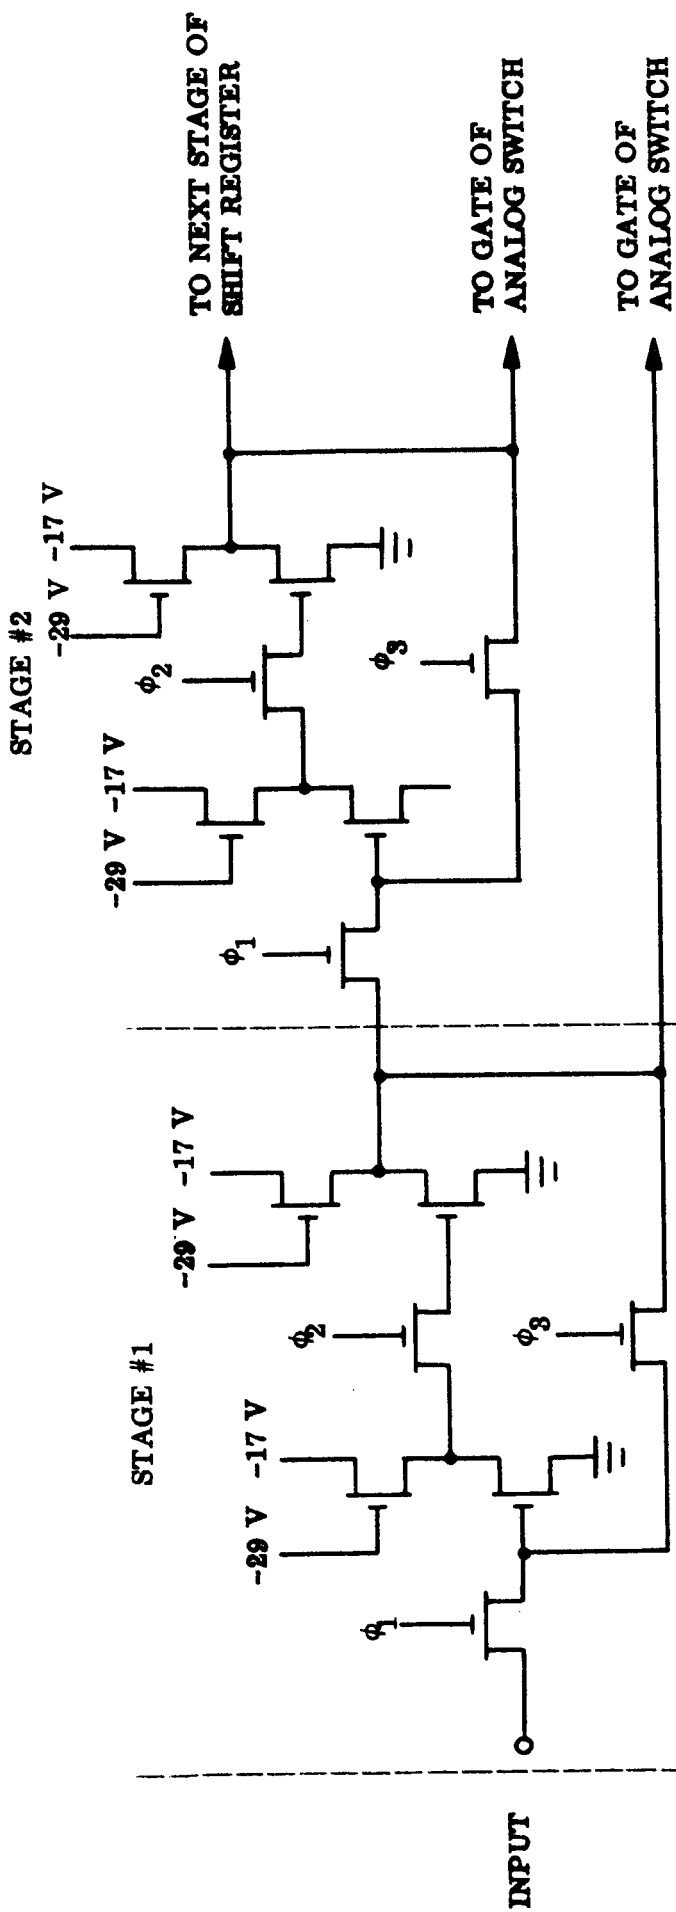 STAGE #1
STAGE #2
-29 V -17 V
-29 V -17 V
-29 V -17 V
-29 V -17 V
ϕ1
ϕ2
ϕ3
ϕ1
ϕ2
ϕ3
INPUT
TO NEXT STAGE OF
SHIFT REGISTER
TO GATE OF
ANALOG SWITCH
TO GATE OF
ANALOG SWITCH